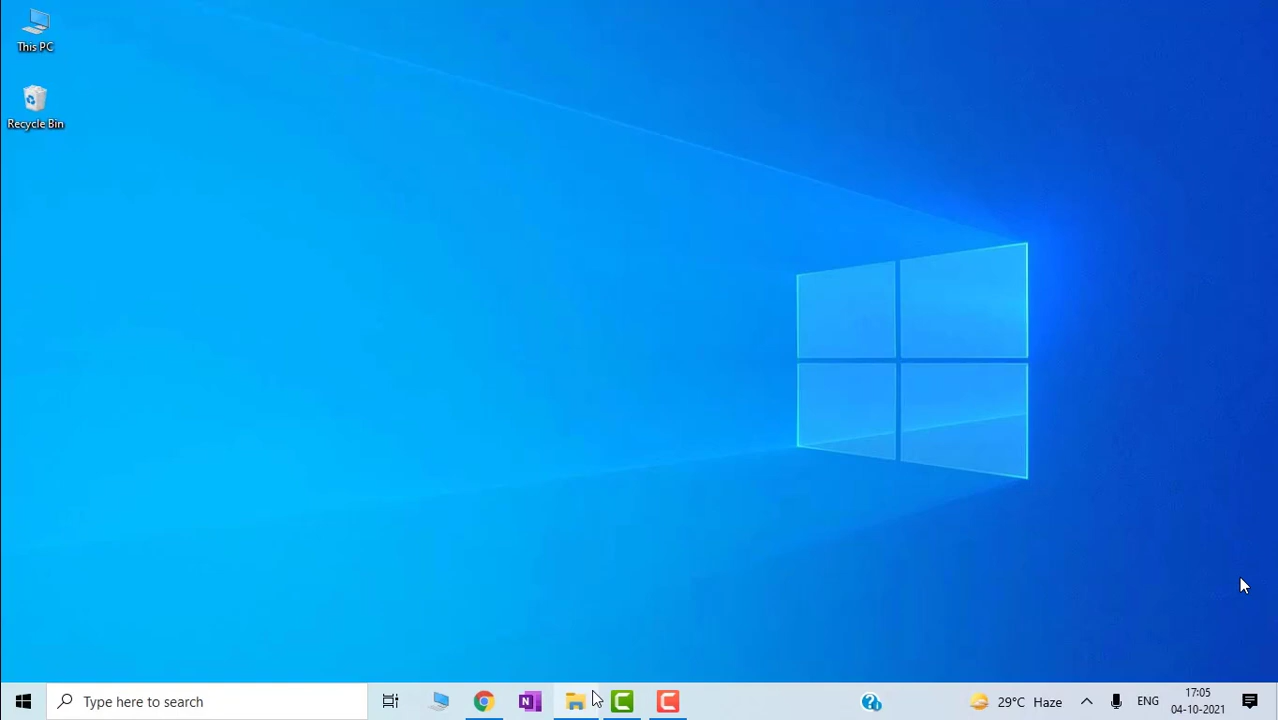 This PC
Recycle Bin
Type here to search
29°C Haze
ENG
17:05
04-10-2021